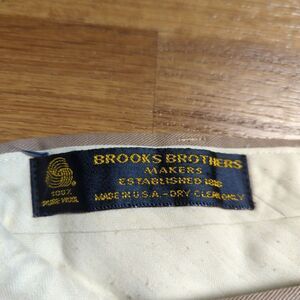 BROOKS BROTHERS
MAKERS
ESTABLISHED 1818
MADE IN U.S.A. - DRY CLEAN ONLY
100%
PURE WOOL